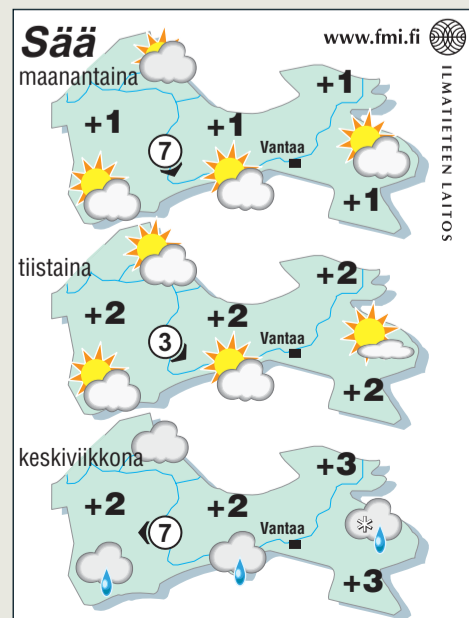 Sää
www.fmi.fi
ILMATIETEEN LAITOS
maanantaina
+1
+1
+1
7
Vantaa
+1
tiistaina
+2
+2
+2
3
Vantaa
+2
keskiviikkona
+3
+2
+2
7
Vantaa
+3